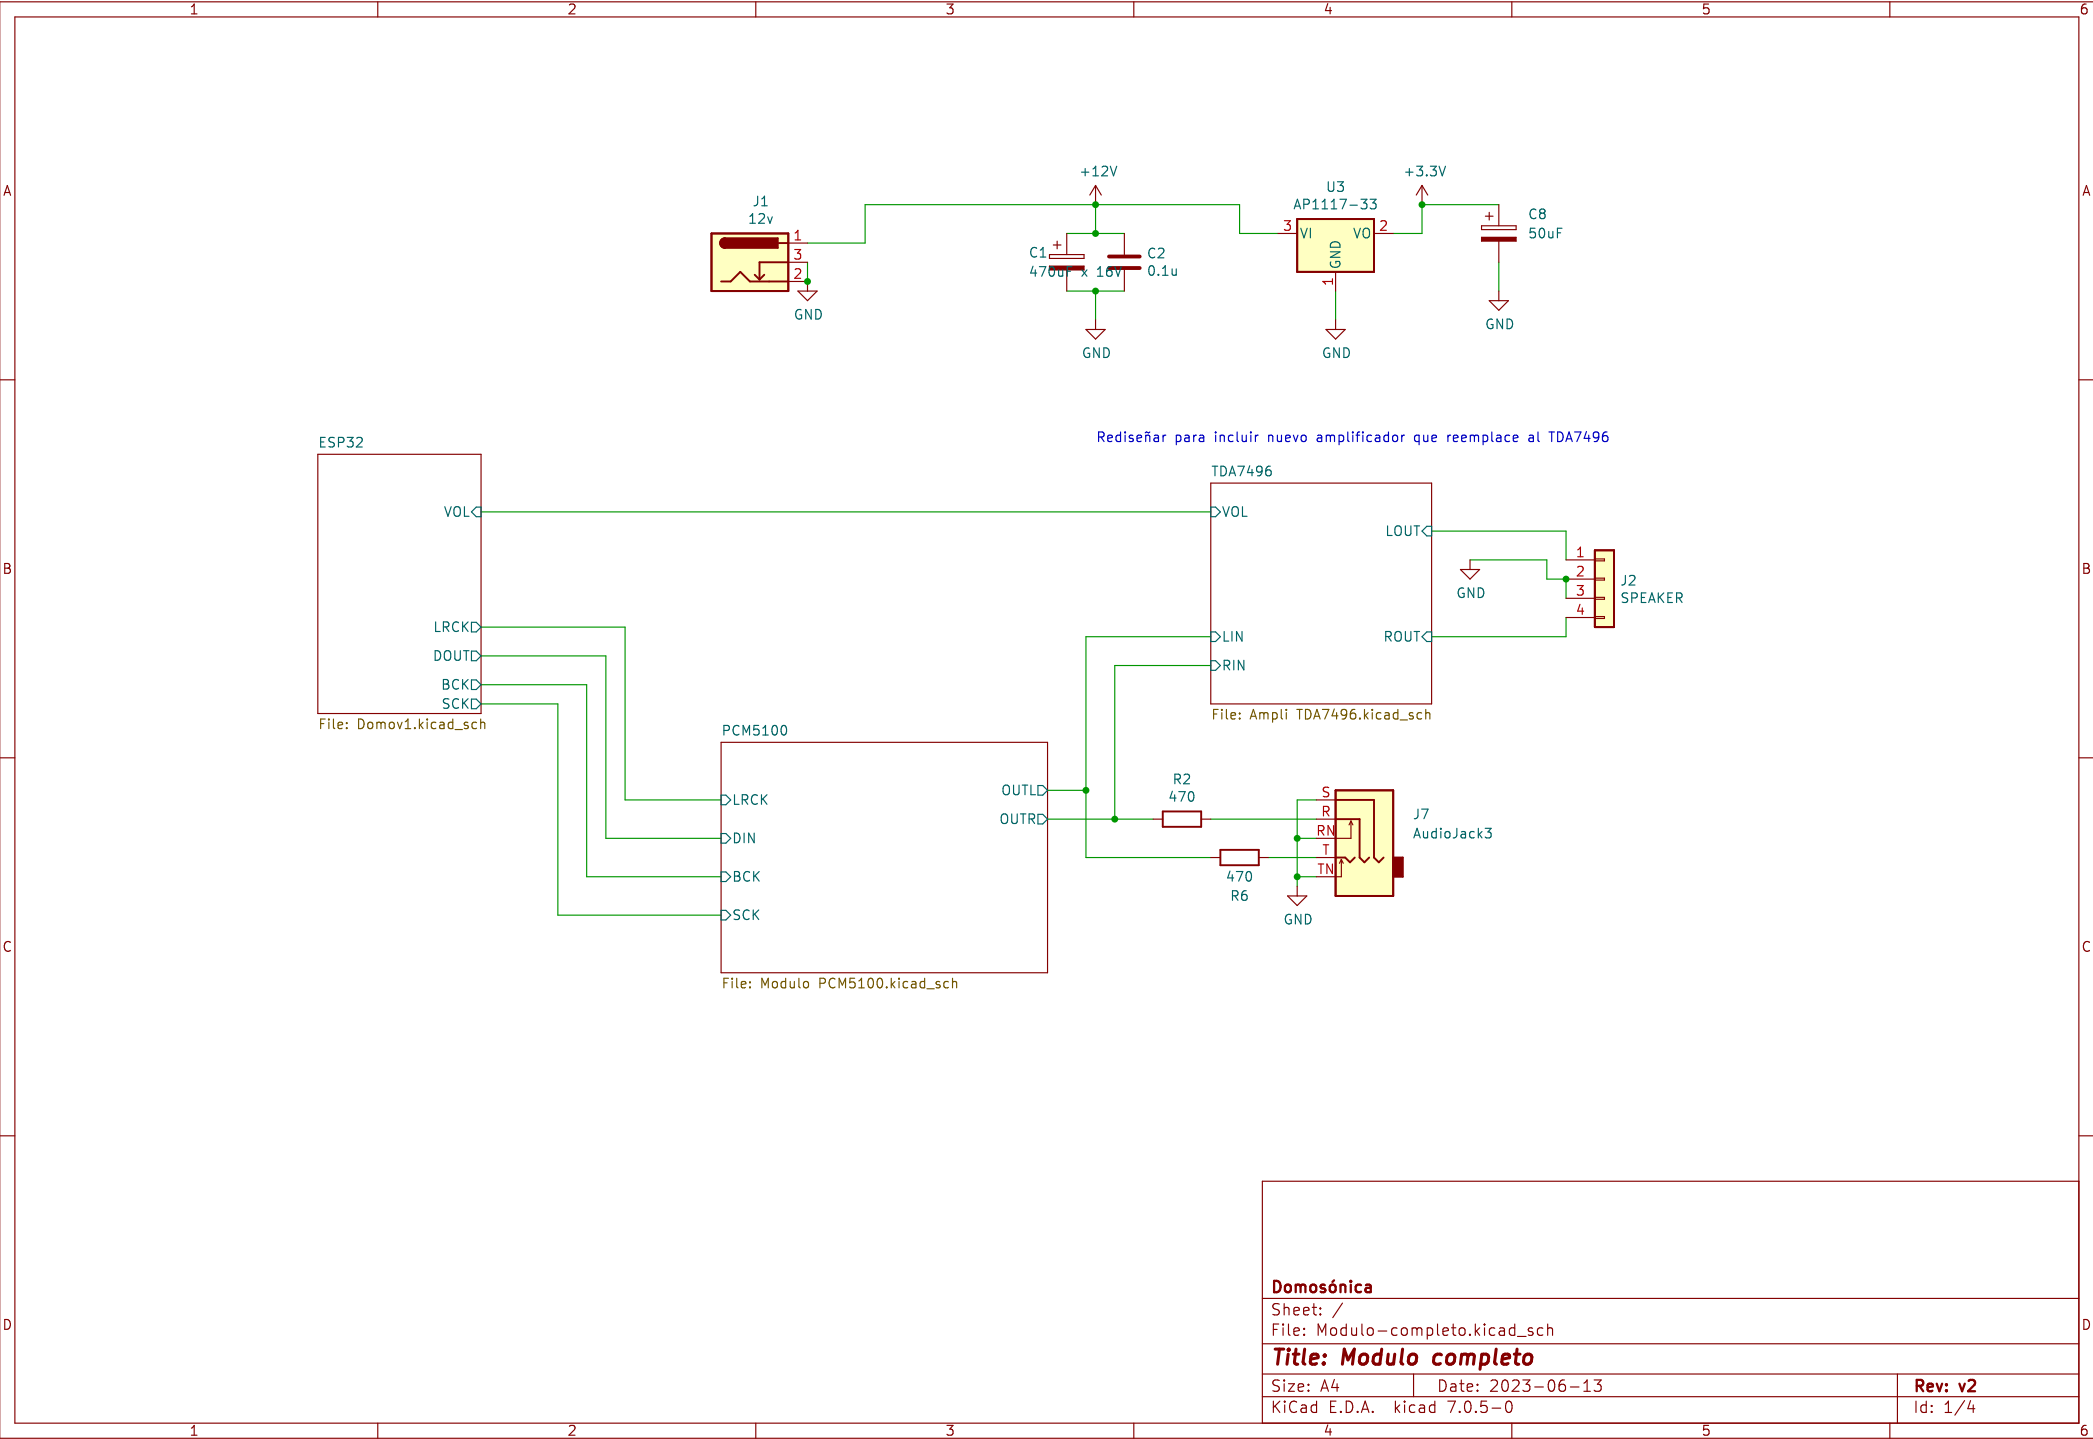 1 2 3 4 5 6
A A
B B
C C
D D
+12V
+3.3V
J1
12v
1
3
2
GND
C1
470uF x 16V
C2
0.1u
GND
U3
AP1117-33
3 VI VO 2
GND
1
GND
C8
50uF
GND
Rediseñar para incluir nuevo amplificador que reemplace al TDA7496
ESP32
VOL
LRCK
DOUT
BCK
SCK
File: Domov1.kicad_sch
TDA7496
VOL
LOUT
LIN
ROUT
RIN
File: Ampli TDA7496.kicad_sch
GND
1
2
3
4
J2
SPEAKER
PCM5100
LRCK
DIN
BCK
SCK
OUTL
OUTR
File: Modulo PCM5100.kicad_sch
R2
470
470
R6
S
R
RN
T
TN
GND
J7
AudioJack3
Domosónica
Sheet: /
File: Modulo-completo.kicad_sch
Title: Modulo completo
Size: A4 Date: 2023-06-13 Rev: v2
KiCad E.D.A. kicad 7.0.5-0 Id: 1/4
1 2 3 4 5 6